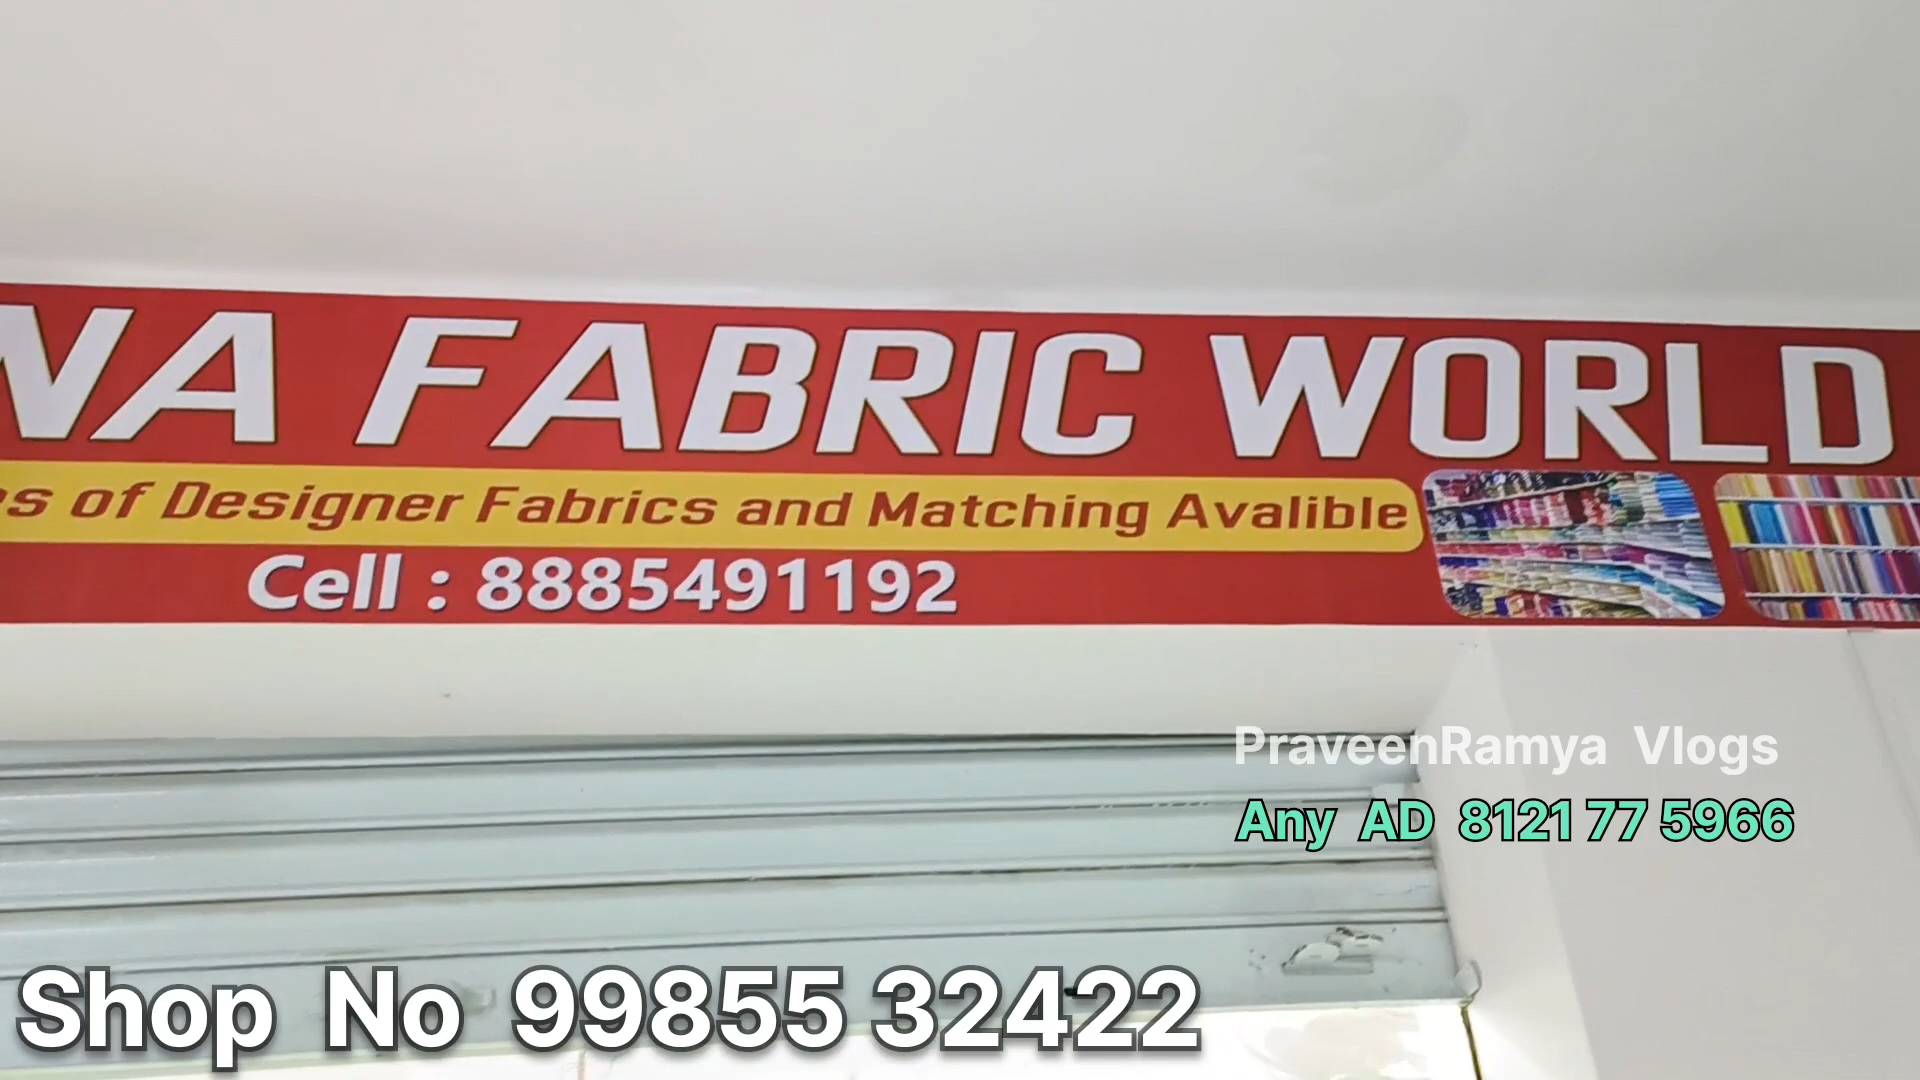 NA FABRIC WORLD
es of Designer Fabrics and Matching Avalible
Cell : 8885491192
PraveenRamya Vlogs
Any AD 8121 77 5966
Shop No 99855 32422